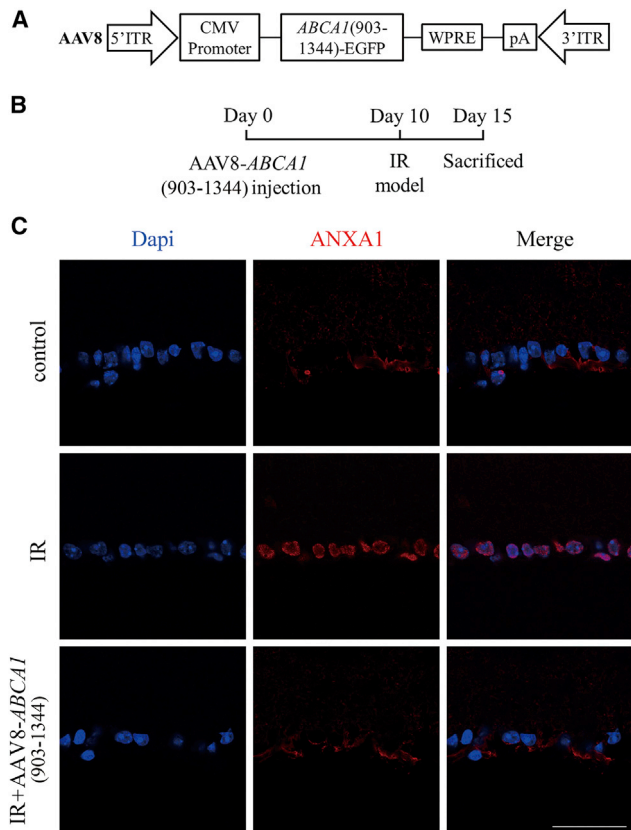 A
AAV8 5'ITR CMV Promoter ABCA1(903-1344)-EGFP WPRE pA 3'ITR
B
Day 0 Day 10 Day 15
AAV8-ABCA1 IR Sacrificed
(903-1344) injection model
C
Dapi ANXA1 Merge
control
IR
IR+AAV8-ABCA1
(903-1344)